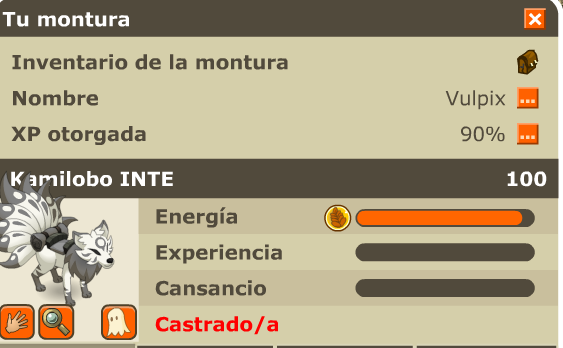 Tu montura
Inventario de la montura
Nombre Vulpix ...
XP otorgada 90% ...
Kamilobo INTE 100
Energía
Experiencia
Cansancio
Castrado/a